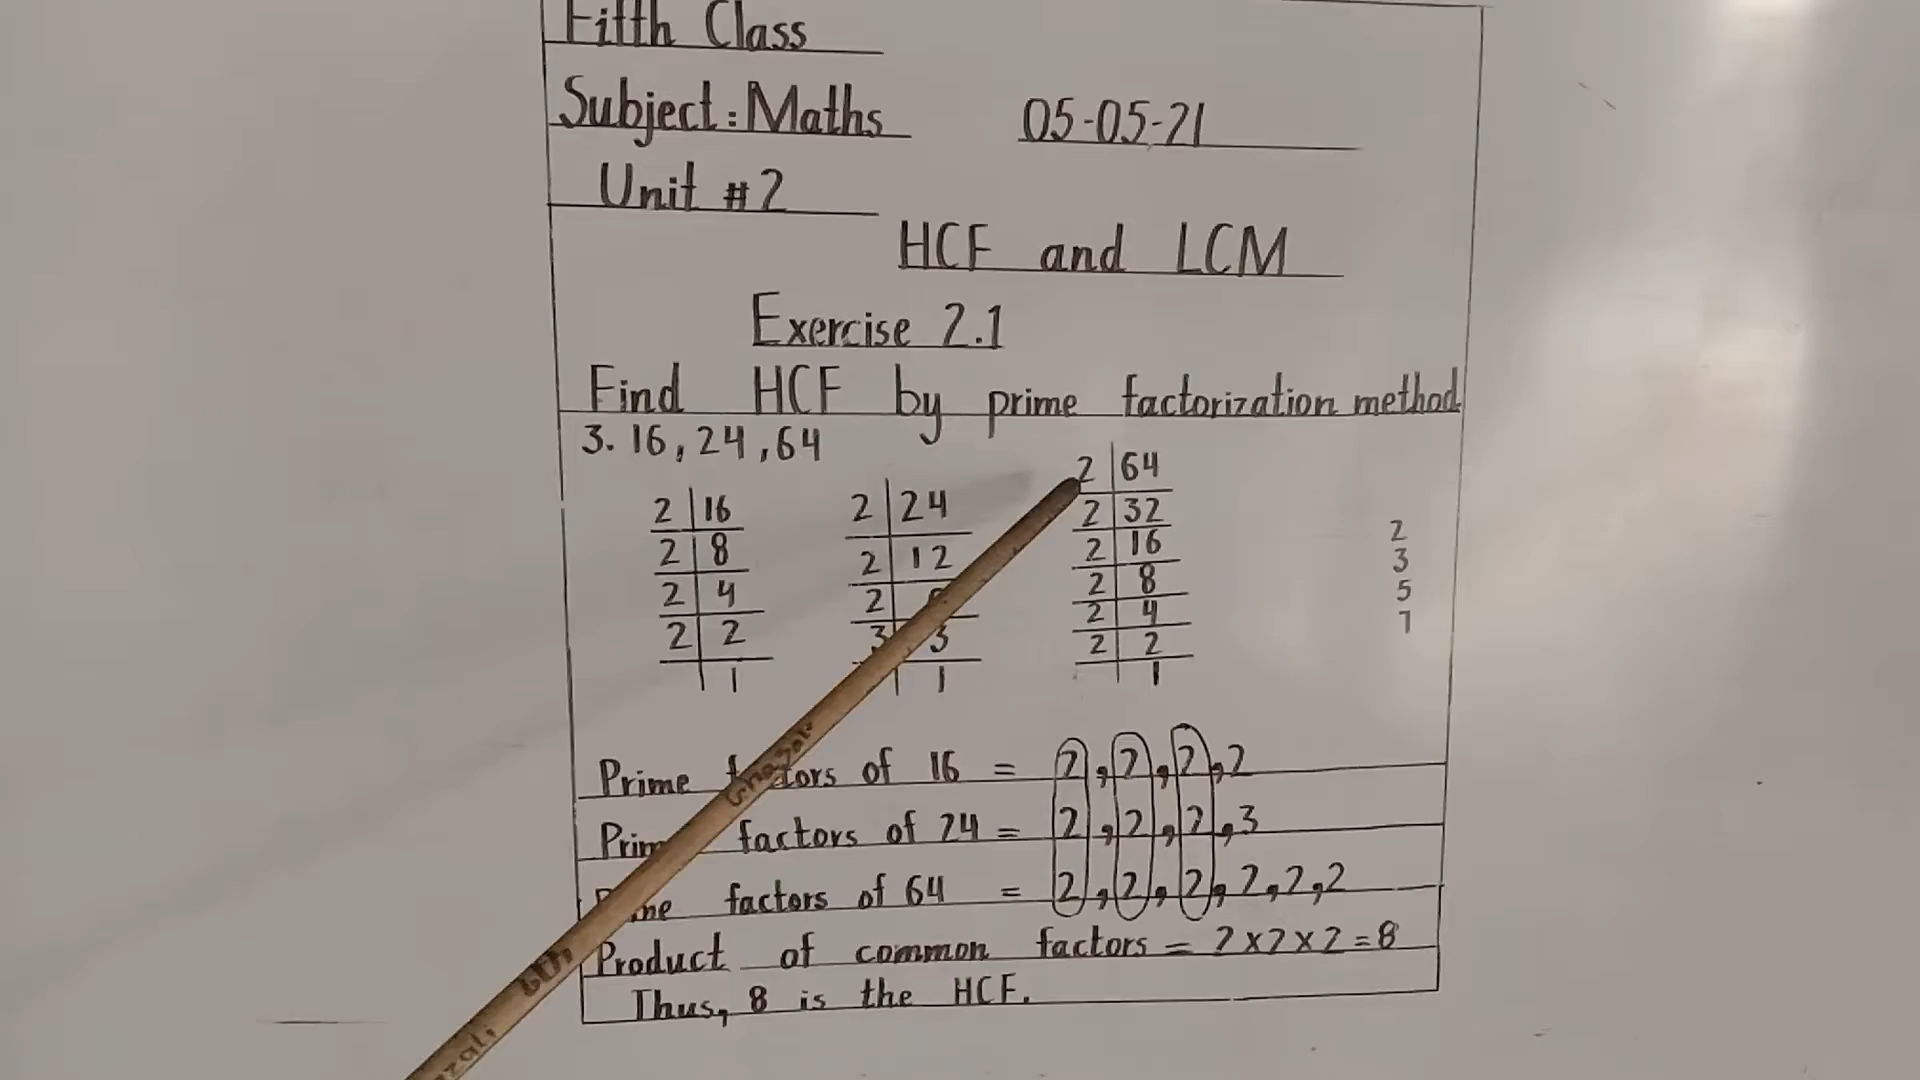 Fifth Class
Subject: Maths 05-05-21
Unit #2
HCF and LCM
Exercise 2.1
Find HCF by prime factorization method
3. 16, 24, 64
2 | 16
2 | 8
2 | 4
2 | 2
1
2 | 24
2 | 12
2 |
3 | 3
1
2 | 64
2 | 32
2 | 16
2 | 8
2 | 4
2 | 2
1
2
3
5
7
Prime factors of 16 = 2, 2, 2, 2
Prime factors of 24 = 2, 2, 2, 3
Prime factors of 64 = 2, 2, 2, 2, 2, 2
Product of common factors = 2×2×2=8
Thus, 8 is the HCF.